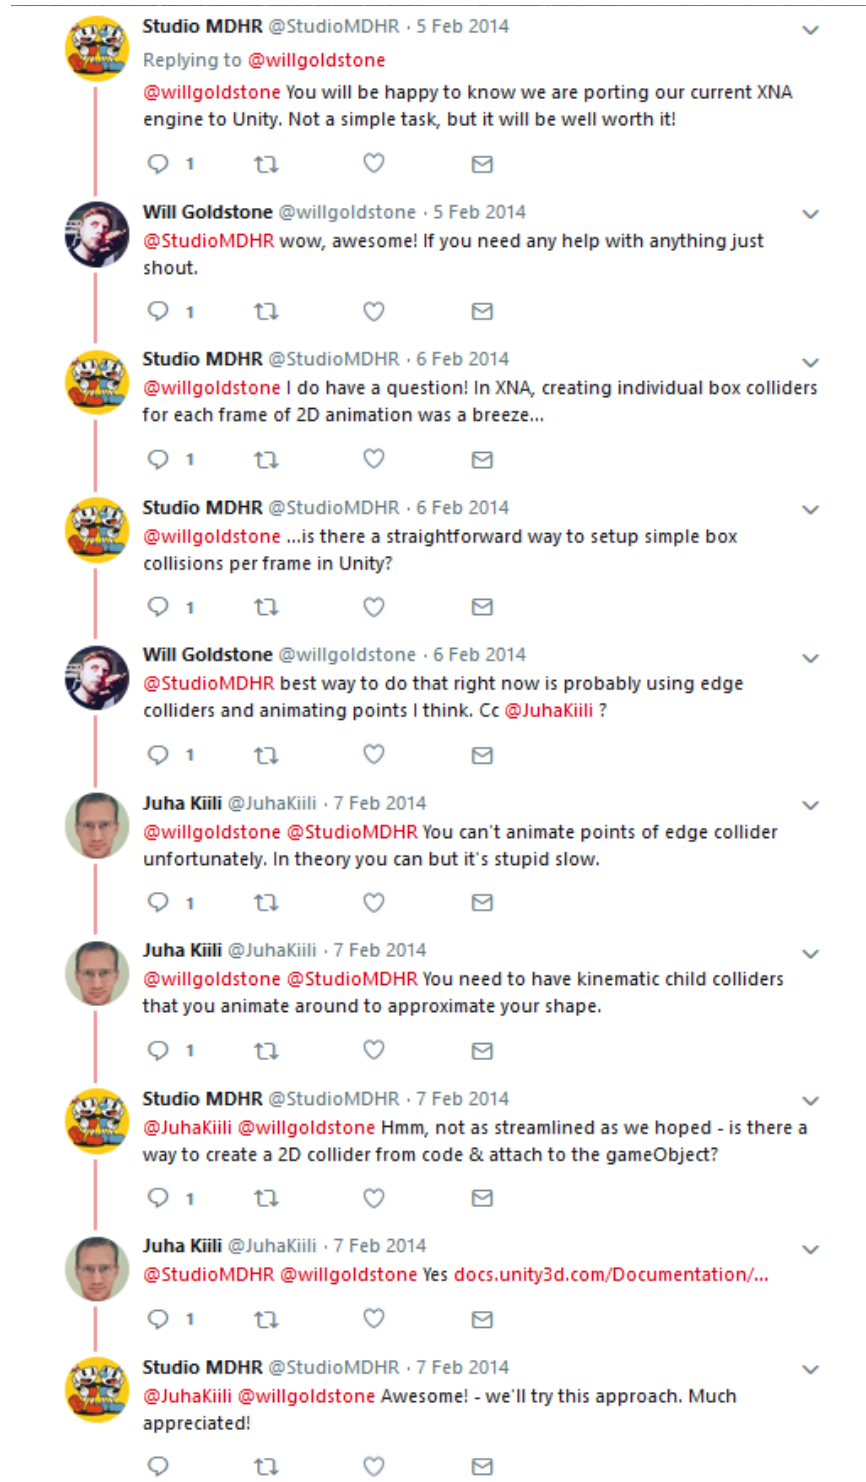 Studio MDHR @StudioMDHR · 5 Feb 2014
Replying to @willgoldstone
@willgoldstone You will be happy to know we are porting our current XNA
engine to Unity. Not a simple task, but it will be well worth it!
1
Will Goldstone @willgoldstone · 5 Feb 2014
@StudioMDHR wow, awesome! If you need any help with anything just
shout.
1
Studio MDHR @StudioMDHR · 6 Feb 2014
@willgoldstone I do have a question! In XNA, creating individual box colliders
for each frame of 2D animation was a breeze...
1
Studio MDHR @StudioMDHR · 6 Feb 2014
@willgoldstone ...is there a straightforward way to setup simple box
collisions per frame in Unity?
1
Will Goldstone @willgoldstone · 6 Feb 2014
@StudioMDHR best way to do that right now is probably using edge
colliders and animating points I think. Cc @JuhaKiili ?
1
Juha Kiili @JuhaKiili · 7 Feb 2014
@willgoldstone @StudioMDHR You can't animate points of edge collider
unfortunately. In theory you can but it's stupid slow.
1
Juha Kiili @JuhaKiili · 7 Feb 2014
@willgoldstone @StudioMDHR You need to have kinematic child colliders
that you animate around to approximate your shape.
1
Studio MDHR @StudioMDHR · 7 Feb 2014
@JuhaKiili @willgoldstone Hmm, not as streamlined as we hoped - is there a
way to create a 2D collider from code & attach to the gameObject?
1
Juha Kiili @JuhaKiili · 7 Feb 2014
@StudioMDHR @willgoldstone Yes docs.unity3d.com/Documentation/...
1
Studio MDHR @StudioMDHR · 7 Feb 2014
@JuhaKiili @willgoldstone Awesome! - we'll try this approach. Much
appreciated!